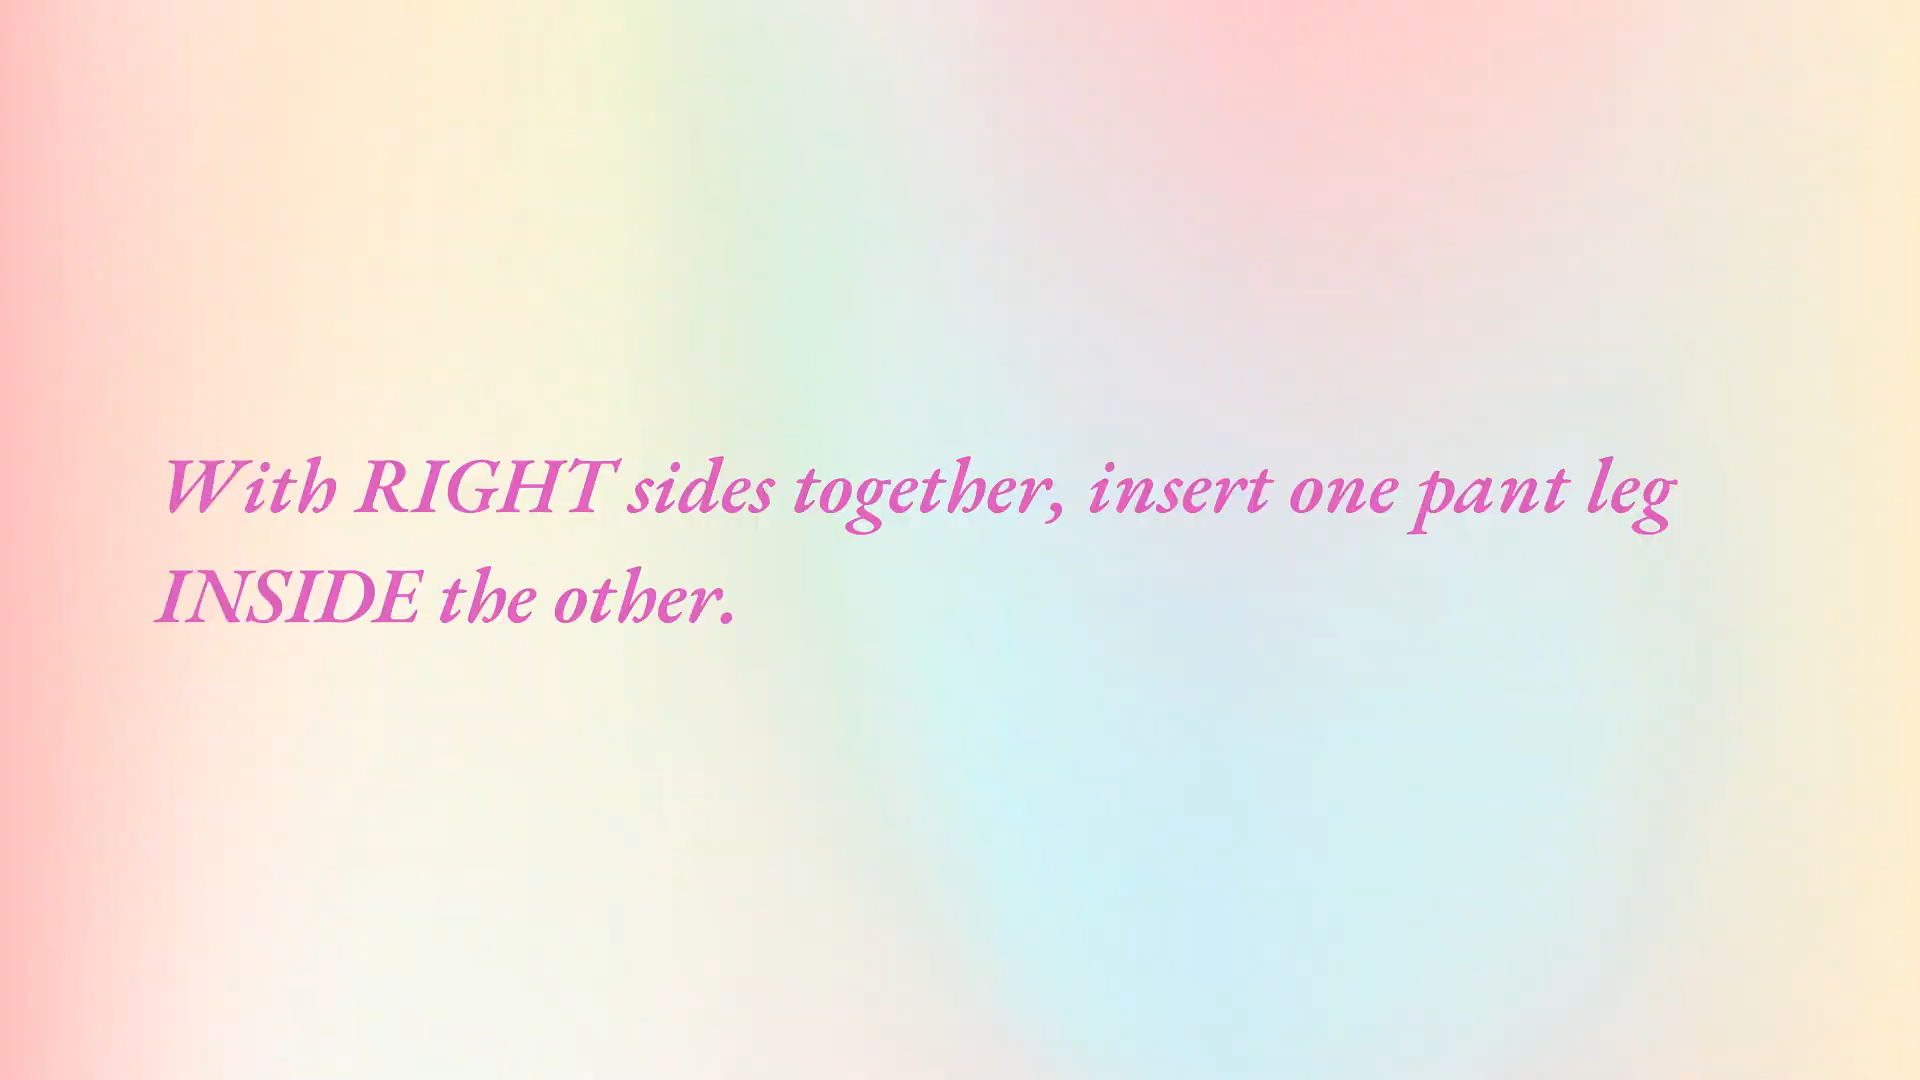 With RIGHT sides together, insert one pant leg
INSIDE the other.